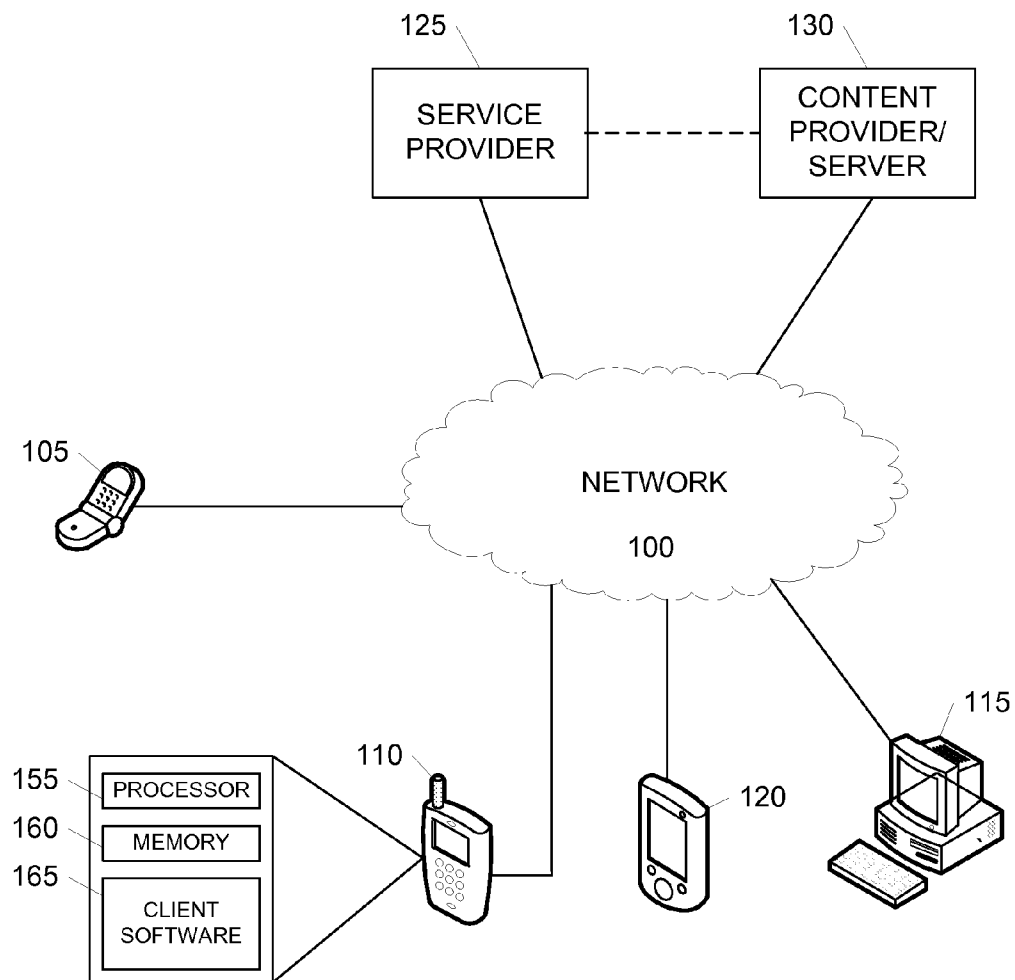 125
130
SERVICE
PROVIDER
CONTENT
PROVIDER/
SERVER
105
NETWORK
100
115
110
120
155
PROCESSOR
160
MEMORY
165
CLIENT
SOFTWARE